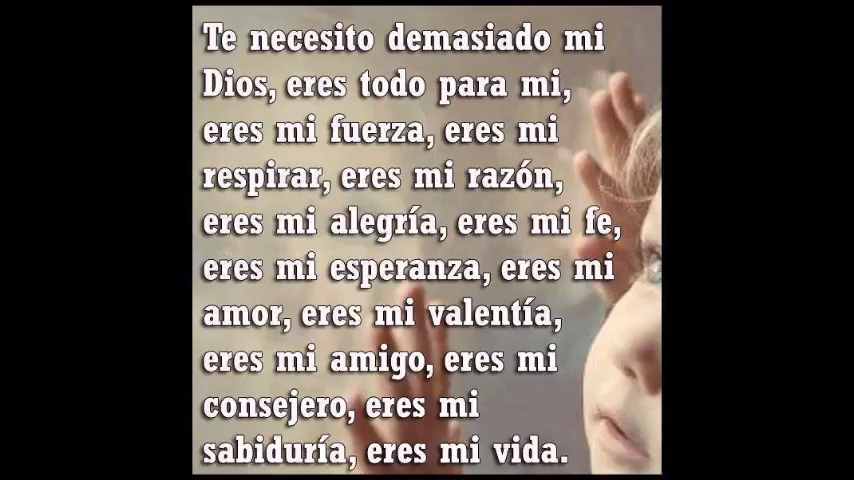 Te necesito demasiado mi
Dios, eres todo para mi,
eres mi fuerza, eres mi
respirar, eres mi razón,
eres mi alegría, eres mi fe,
eres mi esperanza, eres mi
amor, eres mi valentía,
eres mi amigo, eres mi
consejero, eres mi
sabiduría, eres mi vida.